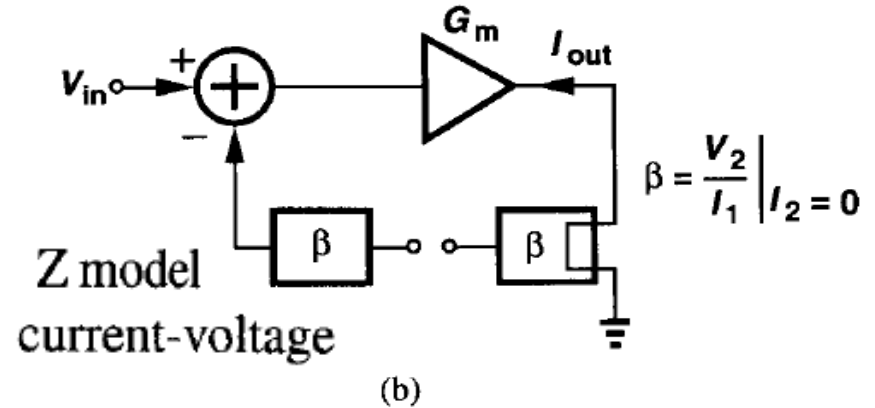 G_m
I_out
V_in
+
+
−
β = V_2 / I_1 | I_2 = 0
β
β
Z model
current-voltage
(b)